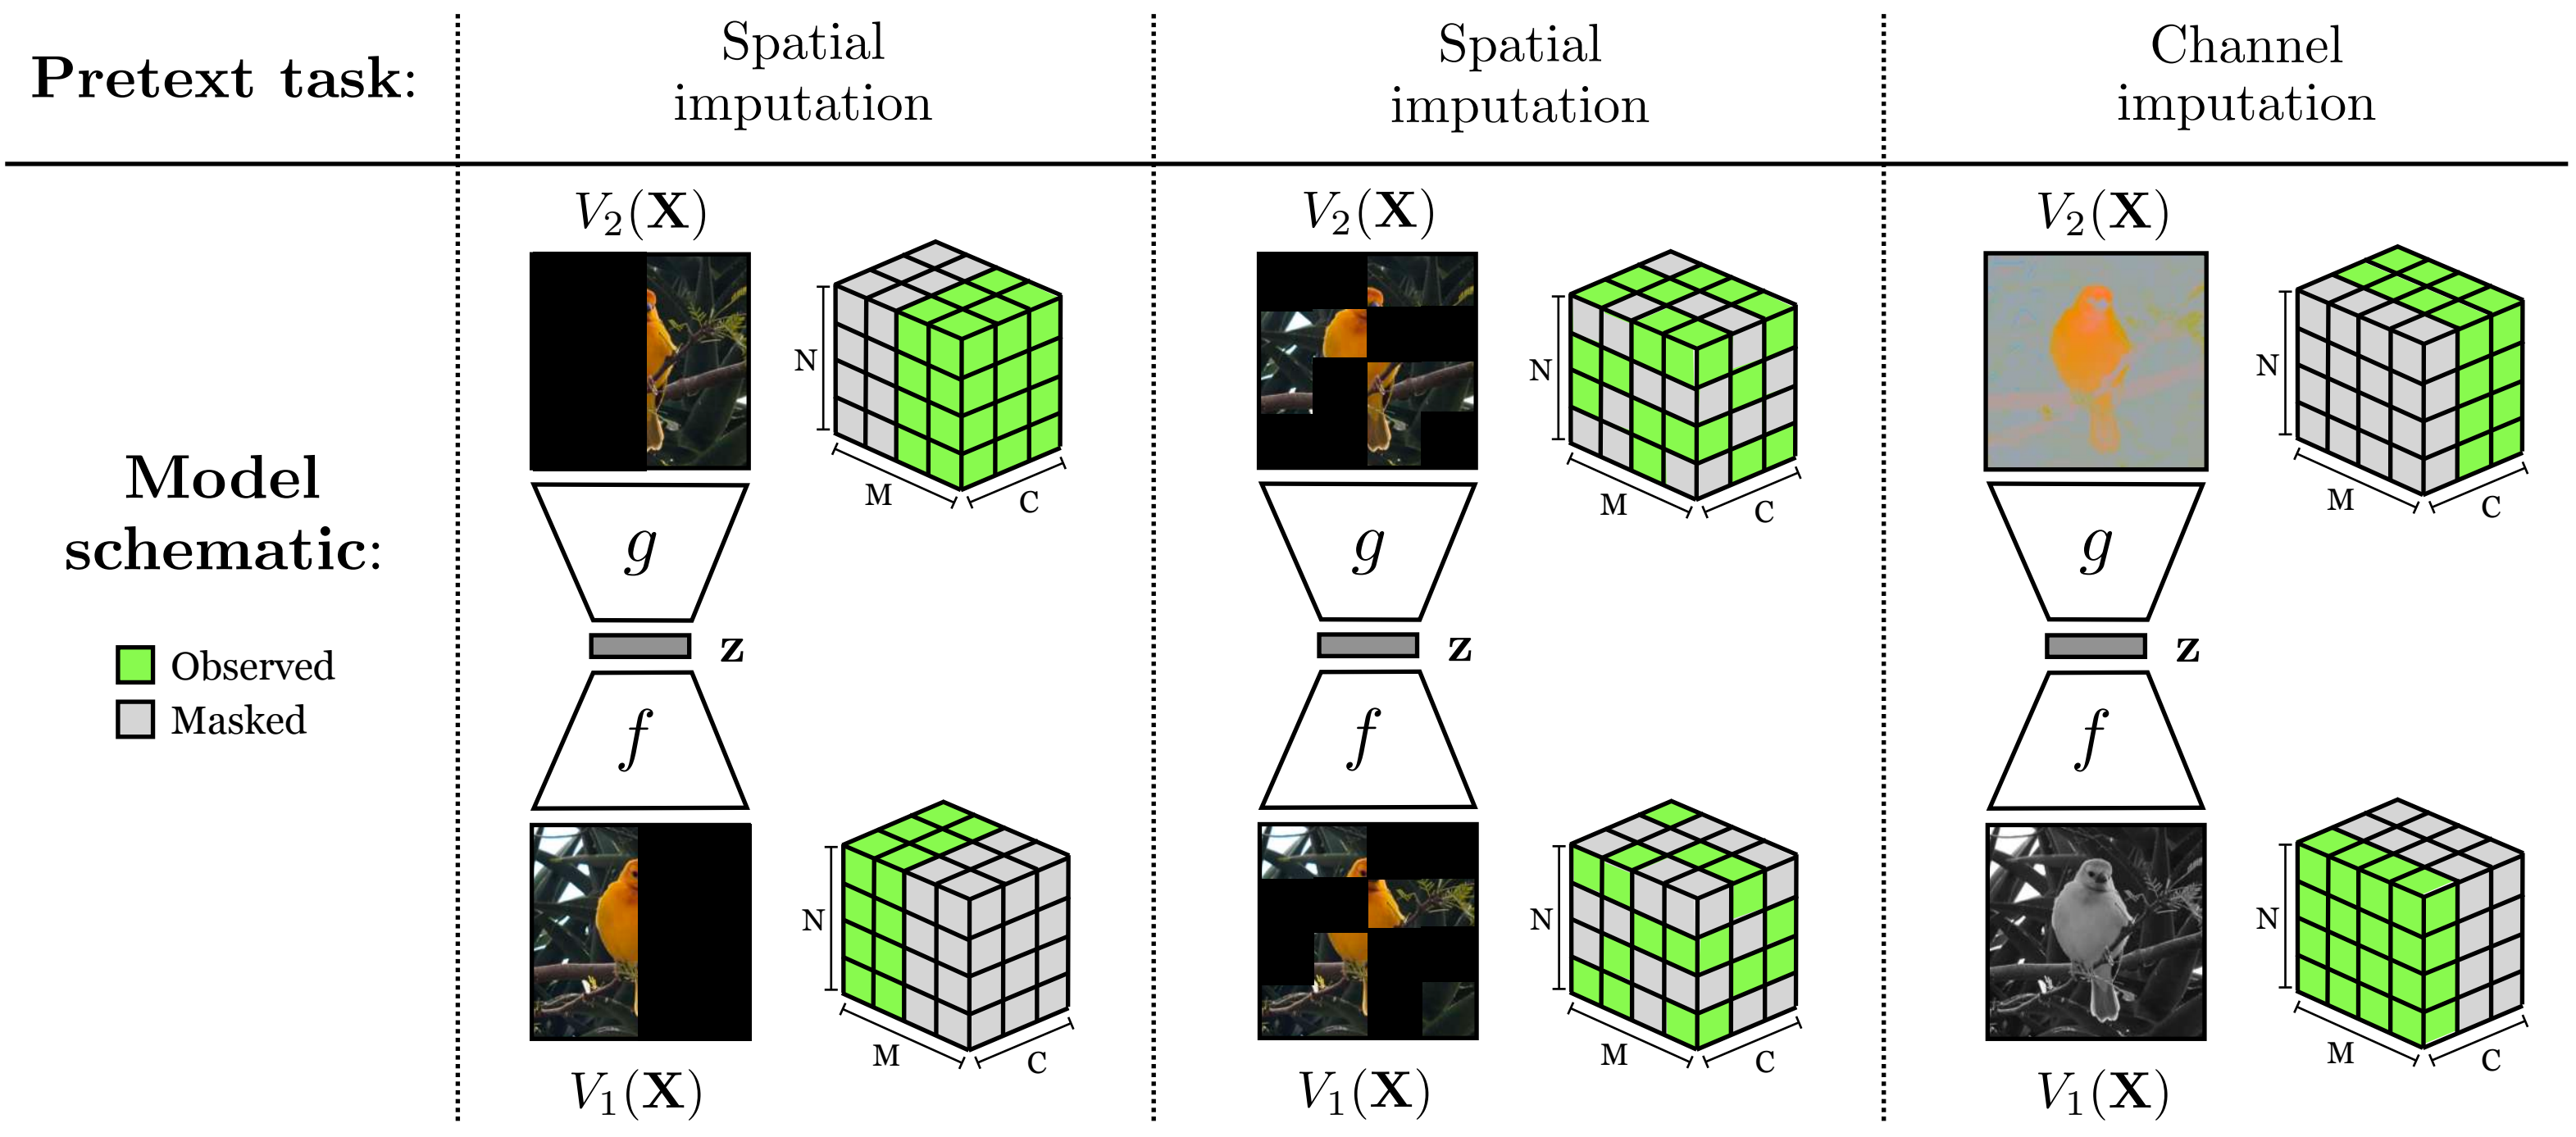 Pretext task:
Spatial
imputation
Spatial
imputation
Channel
imputation
Model
schematic:
Observed
Masked
V₂(X)
N
M
C
g
z
f
N
M
C
V₁(X)
V₂(X)
N
M
C
g
z
f
N
M
C
V₁(X)
V₂(X)
N
M
C
g
z
f
N
M
C
V₁(X)